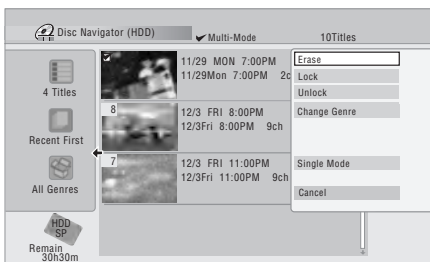 Disc Navigator (HDD)
Multi-Mode
10Titles
4 Titles
Recent First
All Genres
HDD
SP
Remain
30h30m
11/29 MON 7:00PM
11/29Mon 7:00PM 2c
8
12/3 FRI 8:00PM
12/3Fri 8:00PM 9ch
7
12/3 FRI 11:00PM
12/3Fri 11:00PM 9ch
Erase
Lock
Unlock
Change Genre
Single Mode
Cancel